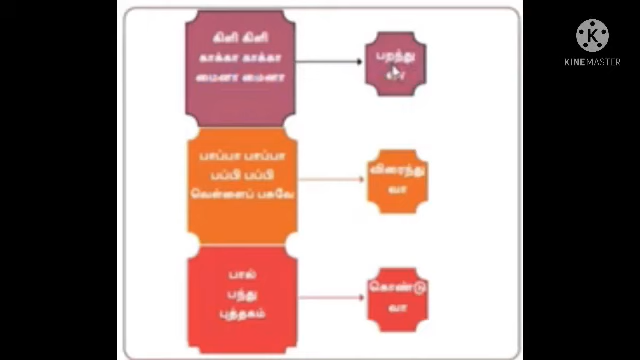 கிளி கிளி
காக்கா காக்கா
மைனா மைனா
பறந்து
வா
பாப்பா பாப்பா
பப்பி பப்பி
வெள்ளைப் பசுவே
விரைந்து
வா
பால்
பந்து
புத்தகம்
கொண்டு
வா
KINEMASTER